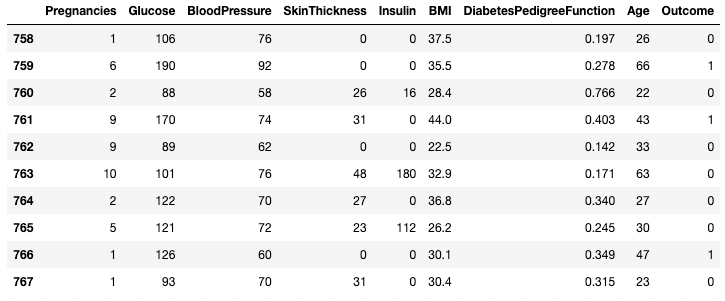 Pregnancies Glucose BloodPressure SkinThickness Insulin BMI DiabetesPedigreeFunction Age Outcome
758 1 106 76 0 0 37.5 0.197 26 0
759 6 190 92 0 0 35.5 0.278 66 1
760 2 88 58 26 16 28.4 0.766 22 0
761 9 170 74 31 0 44.0 0.403 43 1
762 9 89 62 0 0 22.5 0.142 33 0
763 10 101 76 48 180 32.9 0.171 63 0
764 2 122 70 27 0 36.8 0.340 27 0
765 5 121 72 23 112 26.2 0.245 30 0
766 1 126 60 0 0 30.1 0.349 47 1
767 1 93 70 31 0 30.4 0.315 23 0